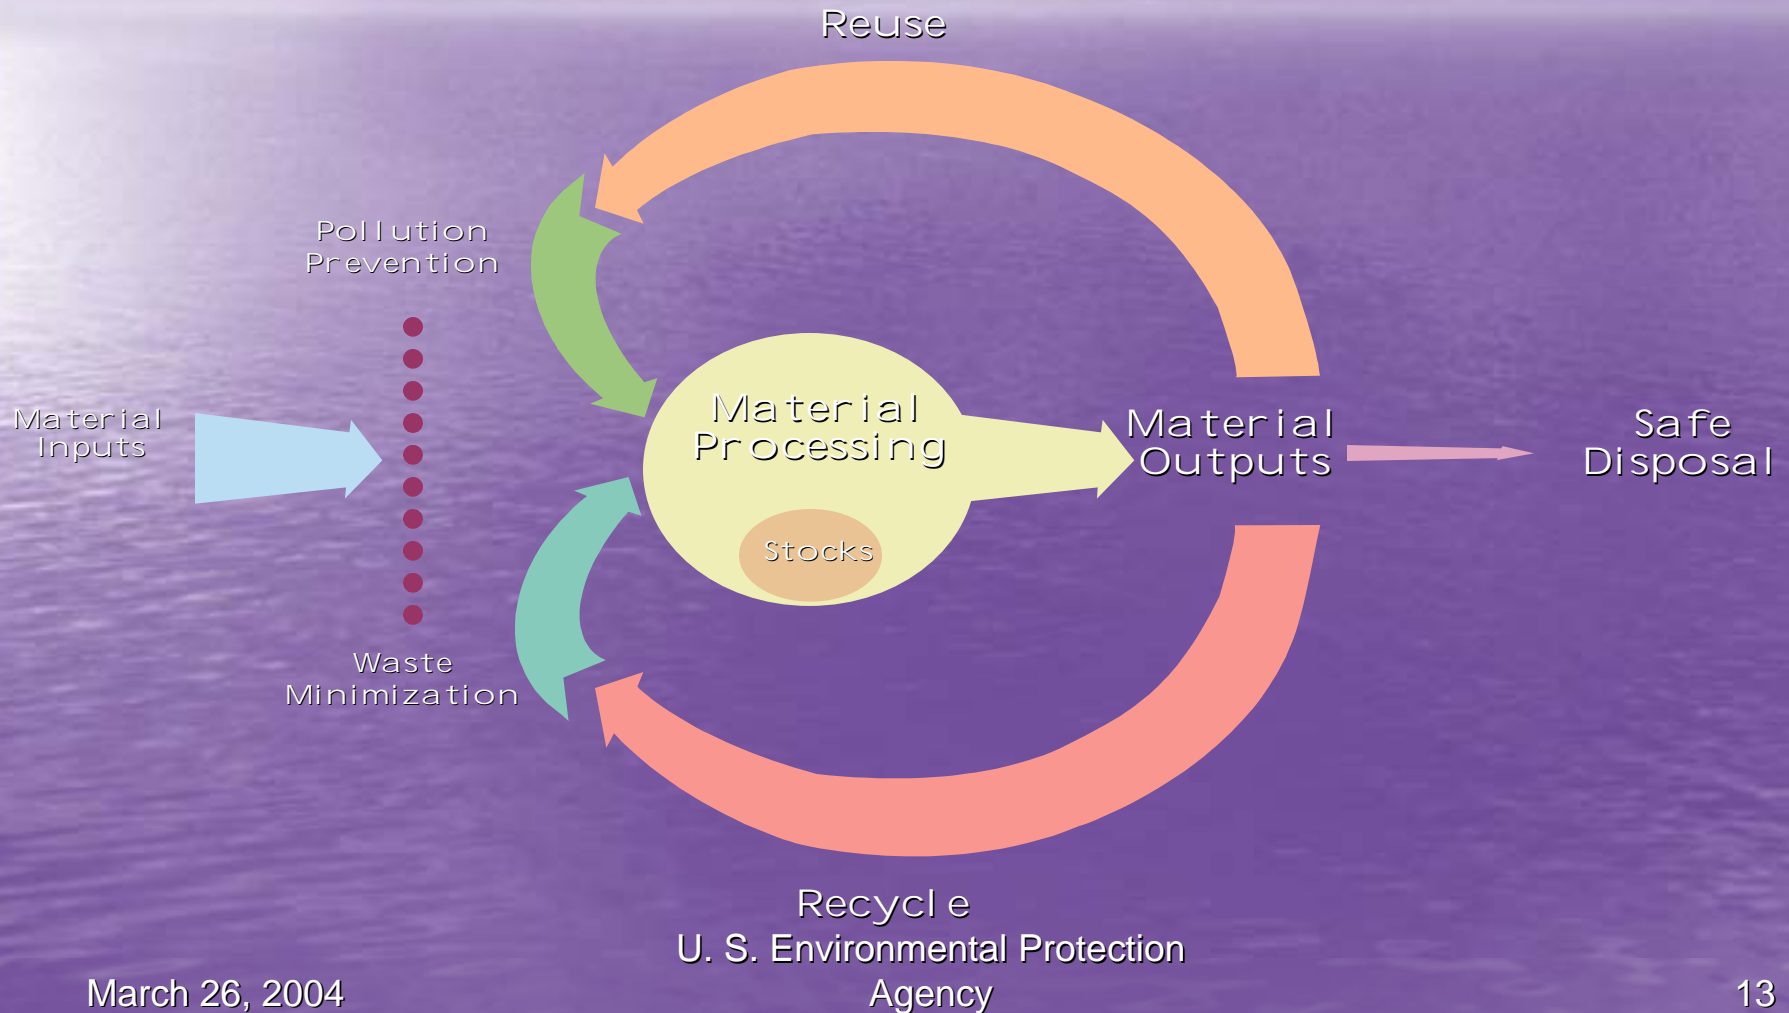 Reuse
Pollution
Prevention
Material
Inputs
Material
Processing
Material
Outputs
Safe
Disposal
Stocks
Waste
Minimization
Recycle
U. S. Environmental Protection
Agency
March 26, 2004
13